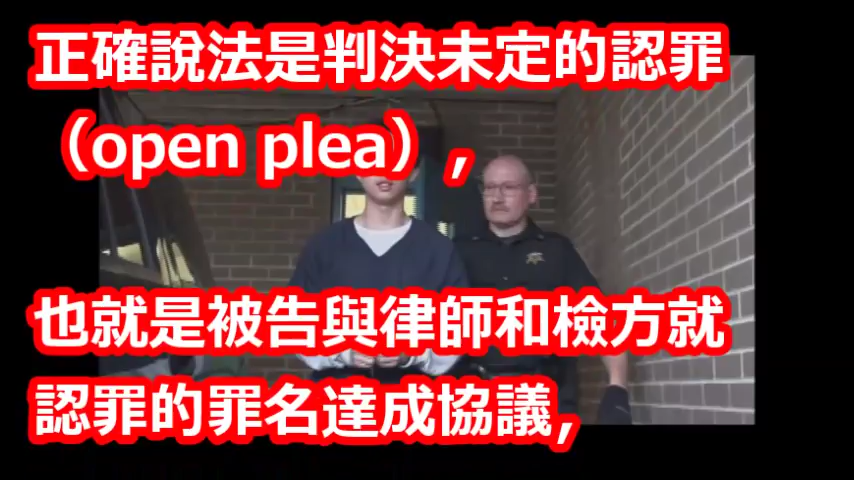 正確說法是判決未定的認罪
（open plea）,
也就是被告與律師和檢方就
認罪的罪名達成協議,